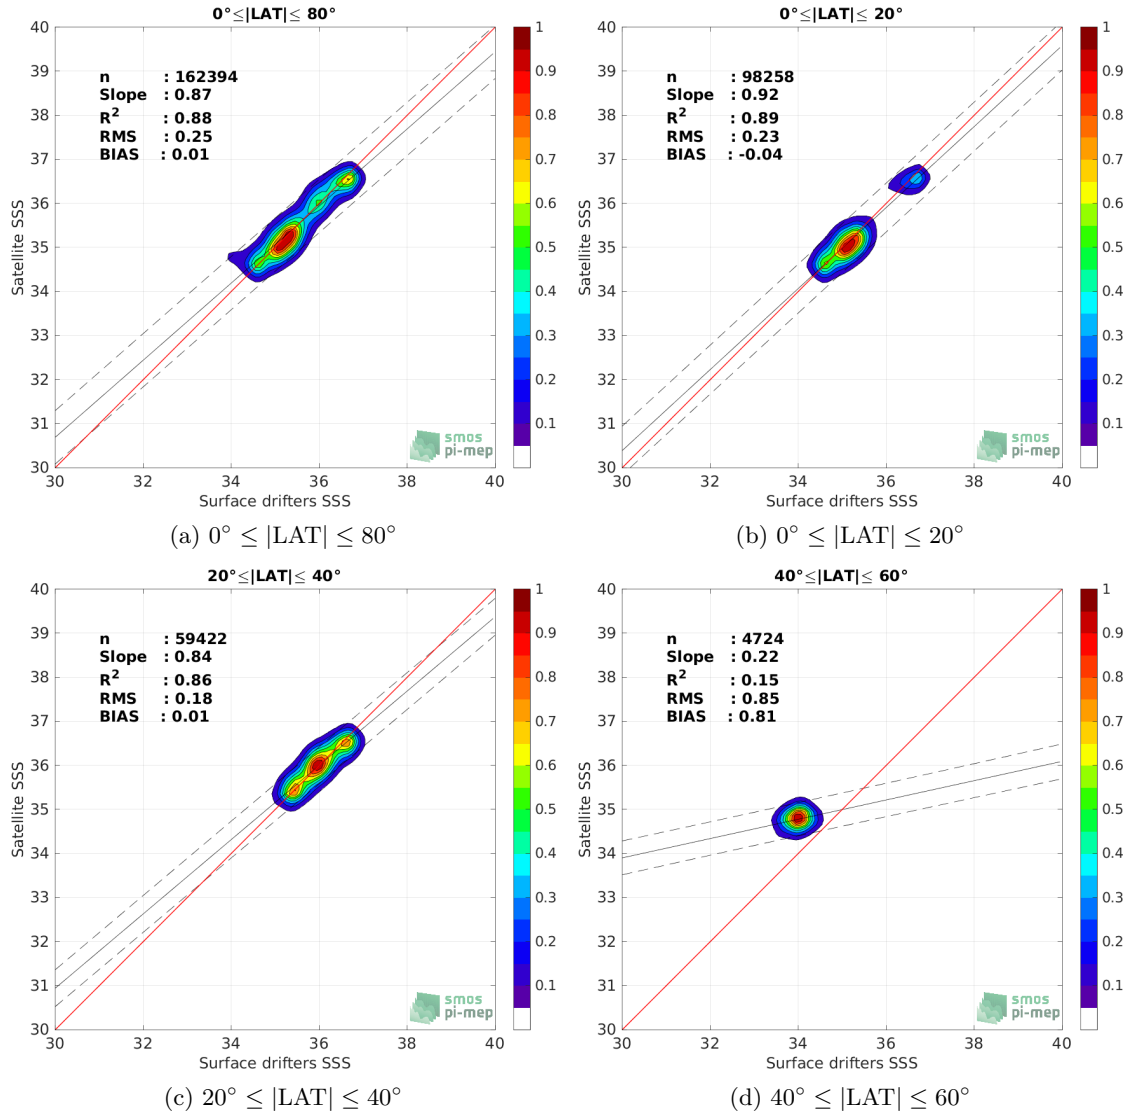 0°≤|LAT|≤ 80°
40
39
38
37
36
35
34
33
32
31
30
30
32
34
36
38
40
Satellite SSS
Surface drifters SSS
n : 162394
Slope : 0.87
R² : 0.88
RMS : 0.25
BIAS : 0.01
1
0.9
0.8
0.7
0.6
0.5
0.4
0.3
0.2
0.1
smos
pi-mep
(a) 0° ≤ |LAT| ≤ 80°
0°≤|LAT|≤ 20°
40
39
38
37
36
35
34
33
32
31
30
30
32
34
36
38
40
Satellite SSS
Surface drifters SSS
n : 98258
Slope : 0.92
R² : 0.89
RMS : 0.23
BIAS : -0.04
1
0.9
0.8
0.7
0.6
0.5
0.4
0.3
0.2
0.1
smos
pi-mep
(b) 0° ≤ |LAT| ≤ 20°
20°≤|LAT|≤ 40°
40
39
38
37
36
35
34
33
32
31
30
30
32
34
36
38
40
Satellite SSS
Surface drifters SSS
n : 59422
Slope : 0.84
R² : 0.86
RMS : 0.18
BIAS : 0.01
1
0.9
0.8
0.7
0.6
0.5
0.4
0.3
0.2
0.1
smos
pi-mep
(c) 20° ≤ |LAT| ≤ 40°
40°≤|LAT|≤ 60°
40
39
38
37
36
35
34
33
32
31
30
30
32
34
36
38
40
Satellite SSS
Surface drifters SSS
n : 4724
Slope : 0.22
R² : 0.15
RMS : 0.85
BIAS : 0.81
1
0.9
0.8
0.7
0.6
0.5
0.4
0.3
0.2
0.1
smos
pi-mep
(d) 40° ≤ |LAT| ≤ 60°